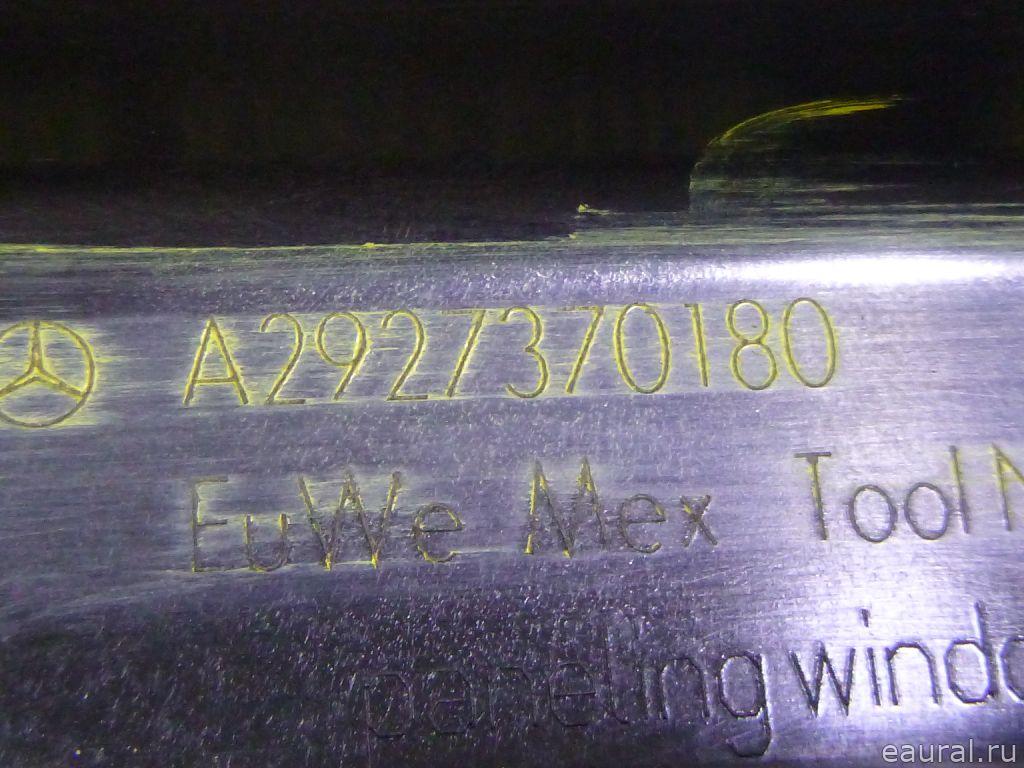 A2927370180
EuWe Mex Tool N
paneling windo
eaural.ru